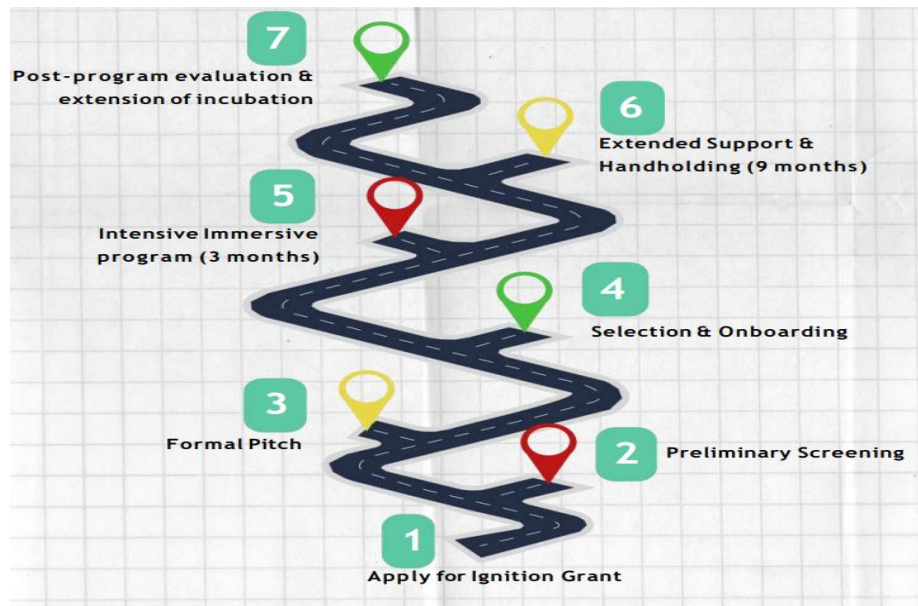 7
Post-program evaluation &
extension of incubation
6
Extended Support &
Handholding (9 months)
5
Intensive Immersive
program (3 months)
4
Selection & Onboarding
3
Formal Pitch
2
Preliminary Screening
1
Apply for Ignition Grant